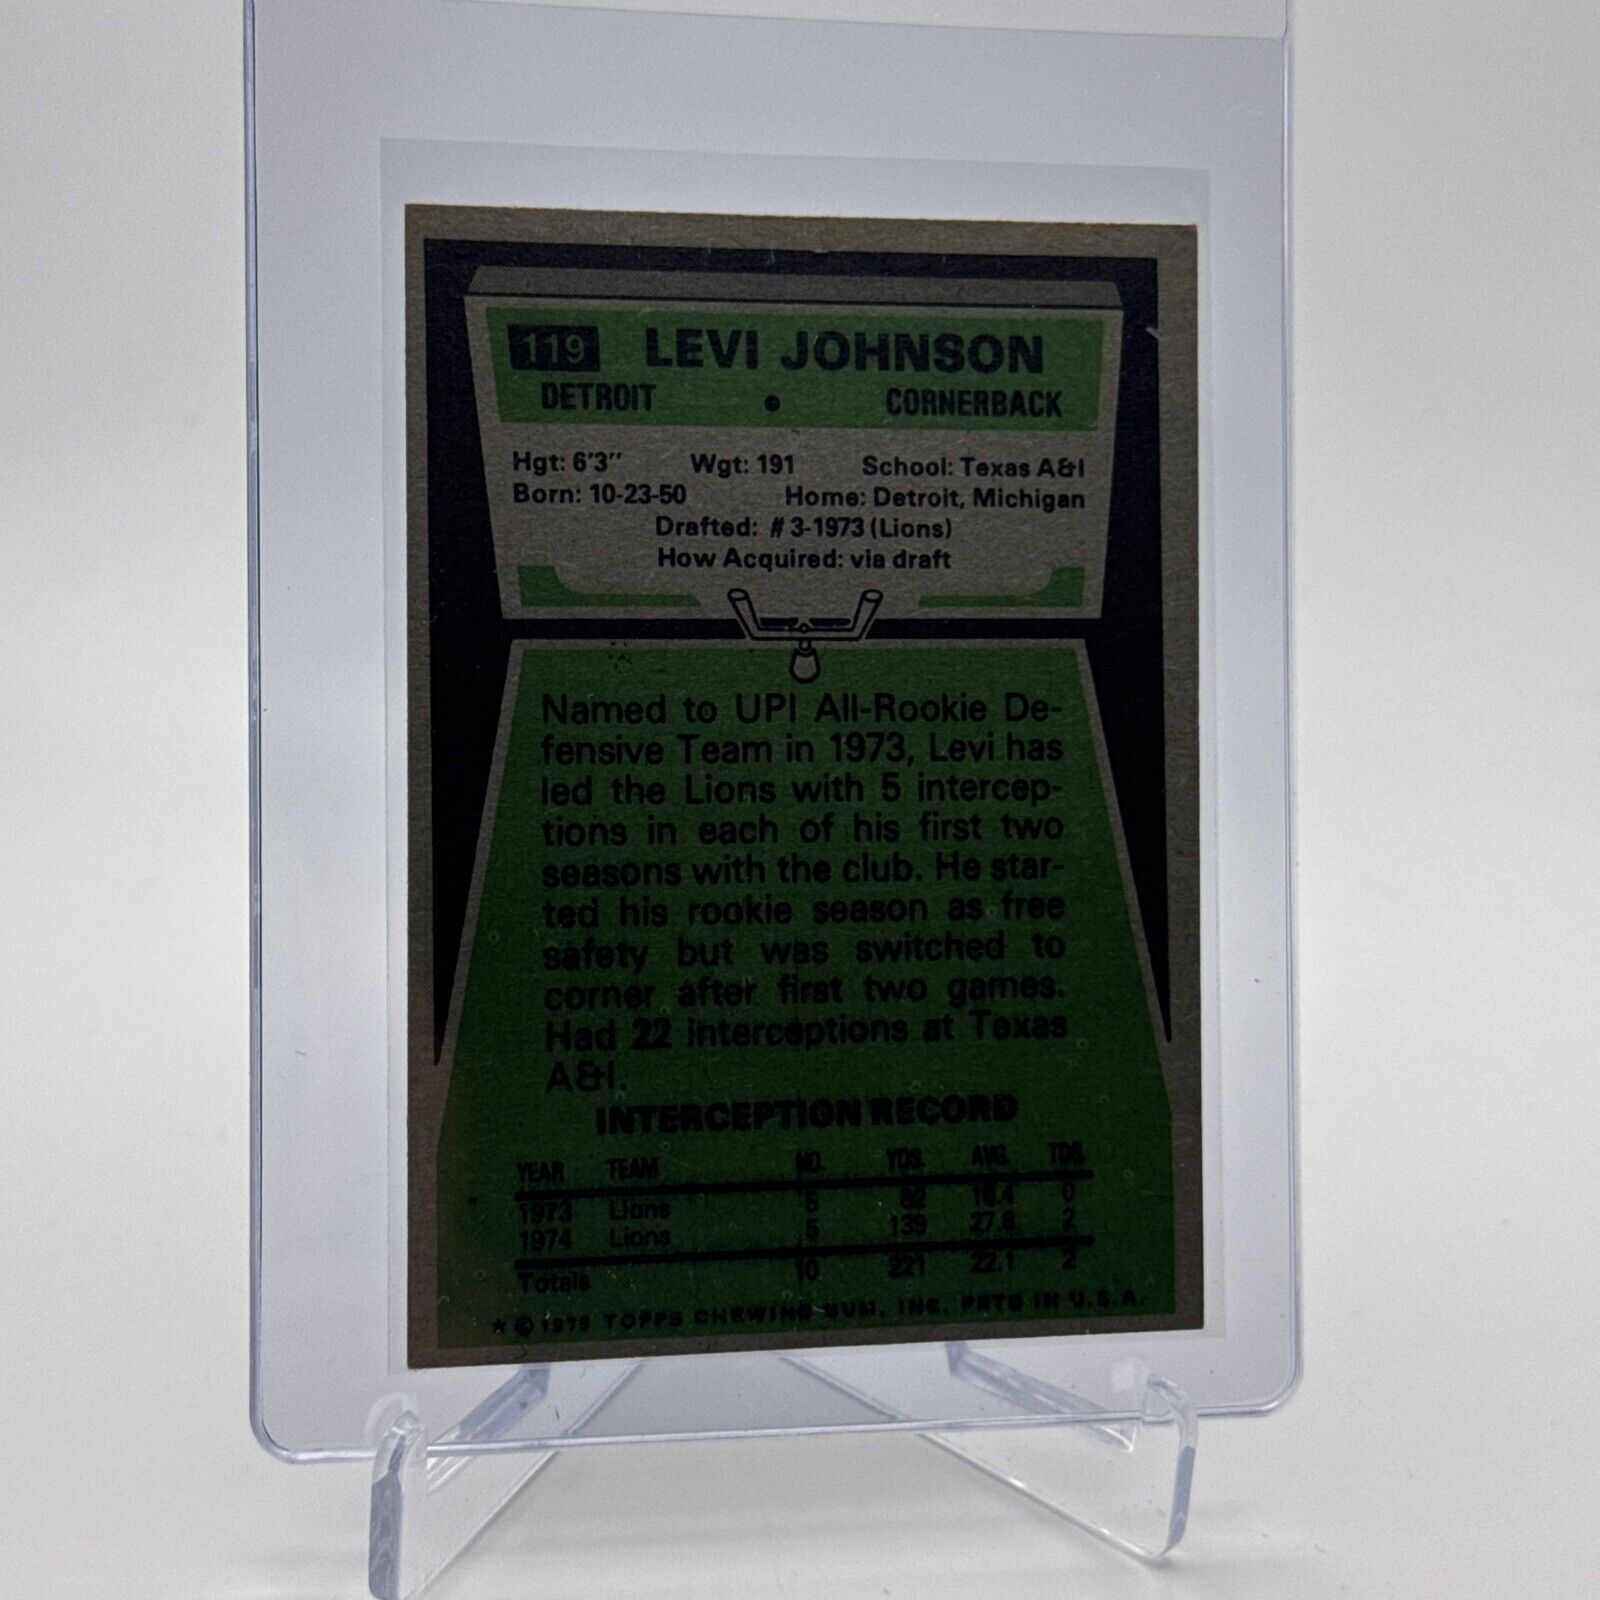 119 LEVI JOHNSON
DETROIT • CORNERBACK
Hgt: 6'3" Wgt: 191 School: Texas A&I
Born: 10-23-50 Home: Detroit, Michigan
Drafted: # 3-1973 (Lions)
How Acquired: via draft
Named to UPI All-Rookie De-
fensive Team in 1973, Levi has
led the Lions with 5 intercep-
tions in each of his first two
seasons with the club. He star-
ted his rookie season as free
safety but was switched to
corner after first two games.
Had 22 interceptions at Texas
A&I.
INTERCEPTION RECORD
YEAR TEAM NO. YDS. AVG. TDS.
1973 Lions 5 82 16.4 0
1974 Lions 5 139 27.8 2
Totals 10 221 22.1 2
★ © 1975 TOPPS CHEWING GUM, INC. PRTD IN U.S.A.